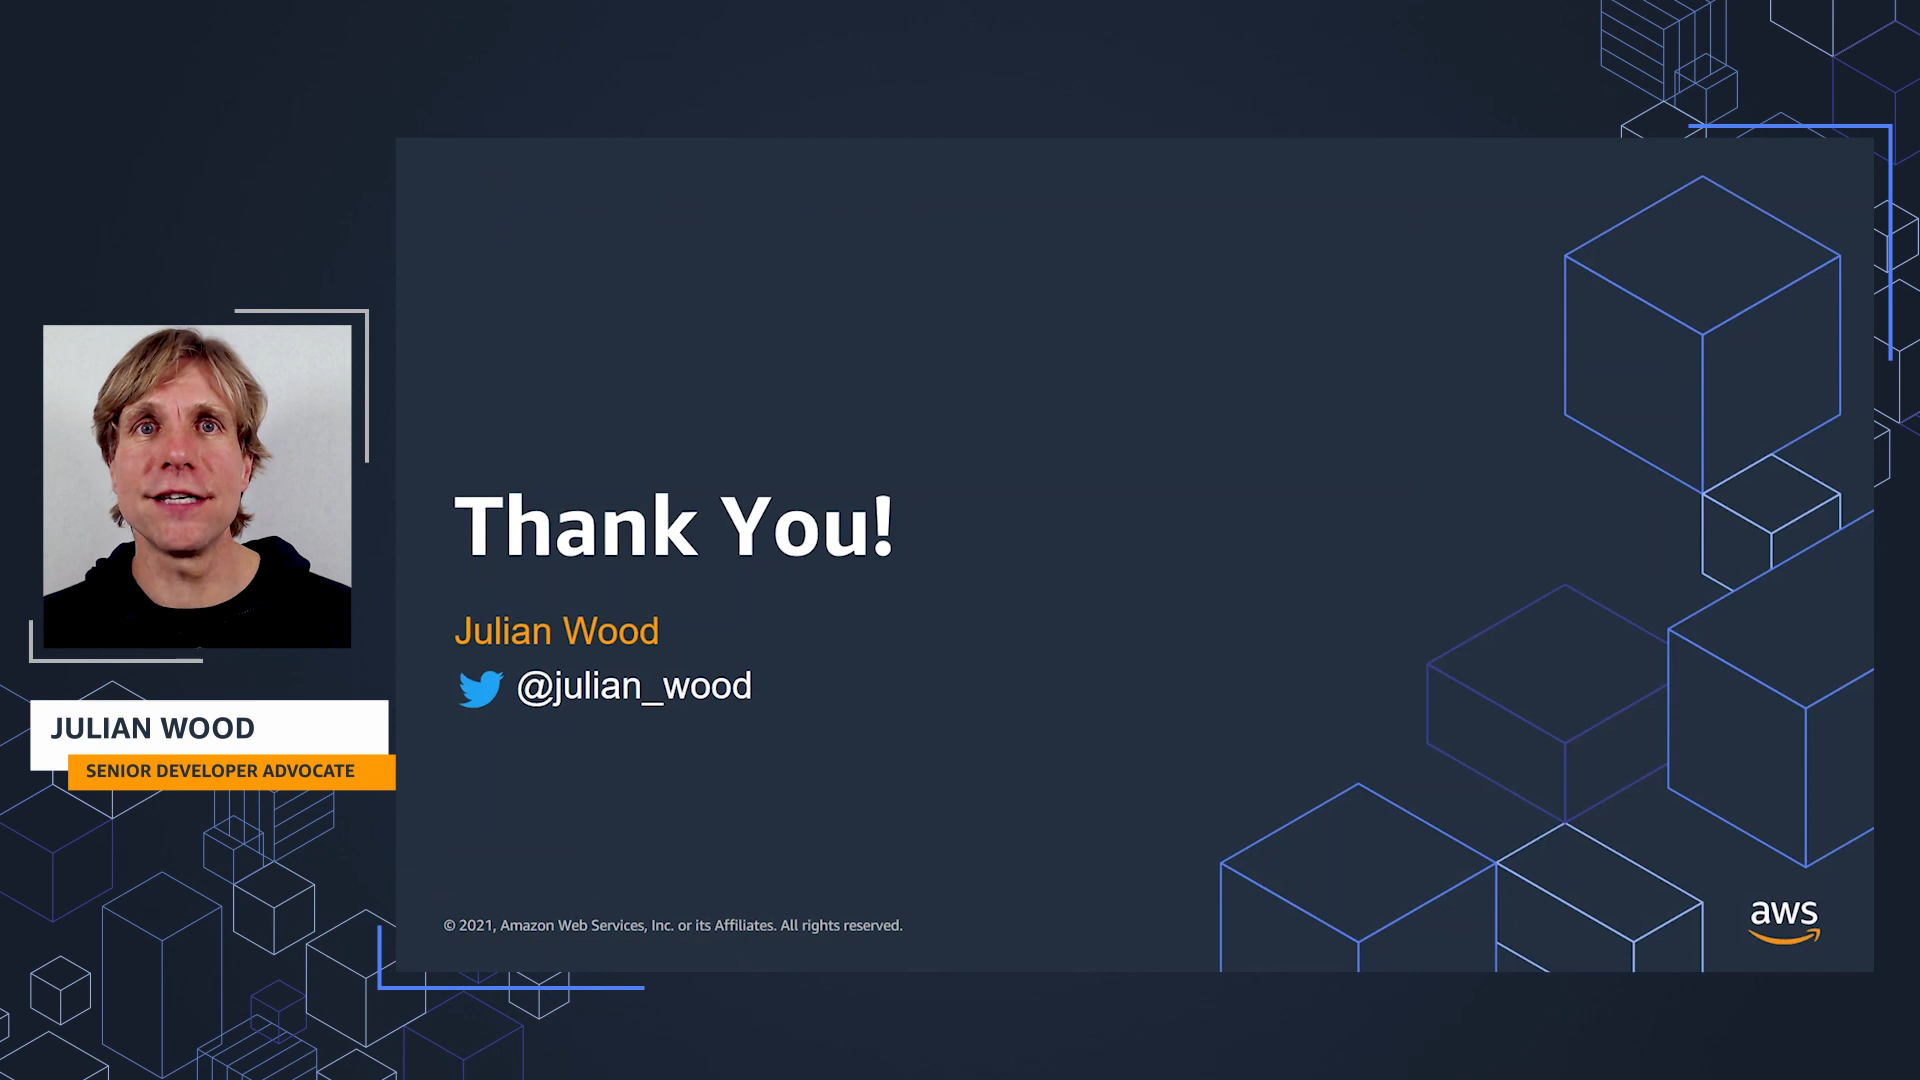 Thank You!
Julian Wood
@julian_wood
JULIAN WOOD
SENIOR DEVELOPER ADVOCATE
© 2021, Amazon Web Services, Inc. or its Affiliates. All rights reserved.
aws